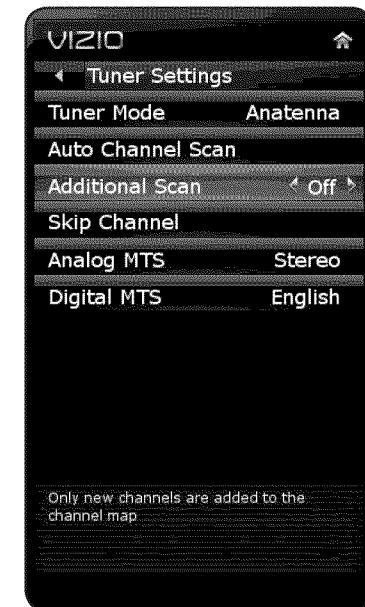 VIZIO
Tuner Settings
Tuner Mode Anatenna
Auto Channel Scan
Additional Scan Off
Skip Channel
Analog MTS Stereo
Digital MTS English
Only new channels are added to the
channel map